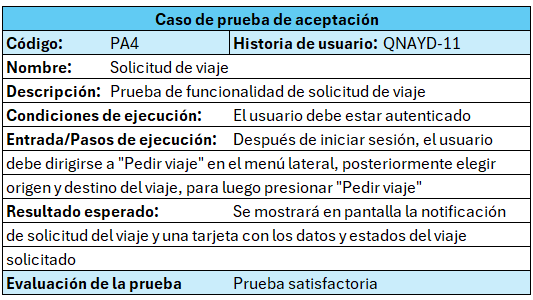 Caso de prueba de aceptación
Código: PA4 Historia de usuario: QNAYD-11
Nombre: Solicitud de viaje
Descripción: Prueba de funcionalidad de solicitud de viaje
Condiciones de ejecución: El usuario debe estar autenticado
Entrada/Pasos de ejecución: Después de iniciar sesión, el usuario
debe dirigirse a "Pedir viaje" en el menú lateral, posteriormente elegir
origen y destino del viaje, para luego presionar "Pedir viaje"
Resultado esperado: Se mostrará en pantalla la notificación
de solicitud del viaje y una tarjeta con los datos y estados del viaje
solicitado
Evaluación de la prueba Prueba satisfactoria